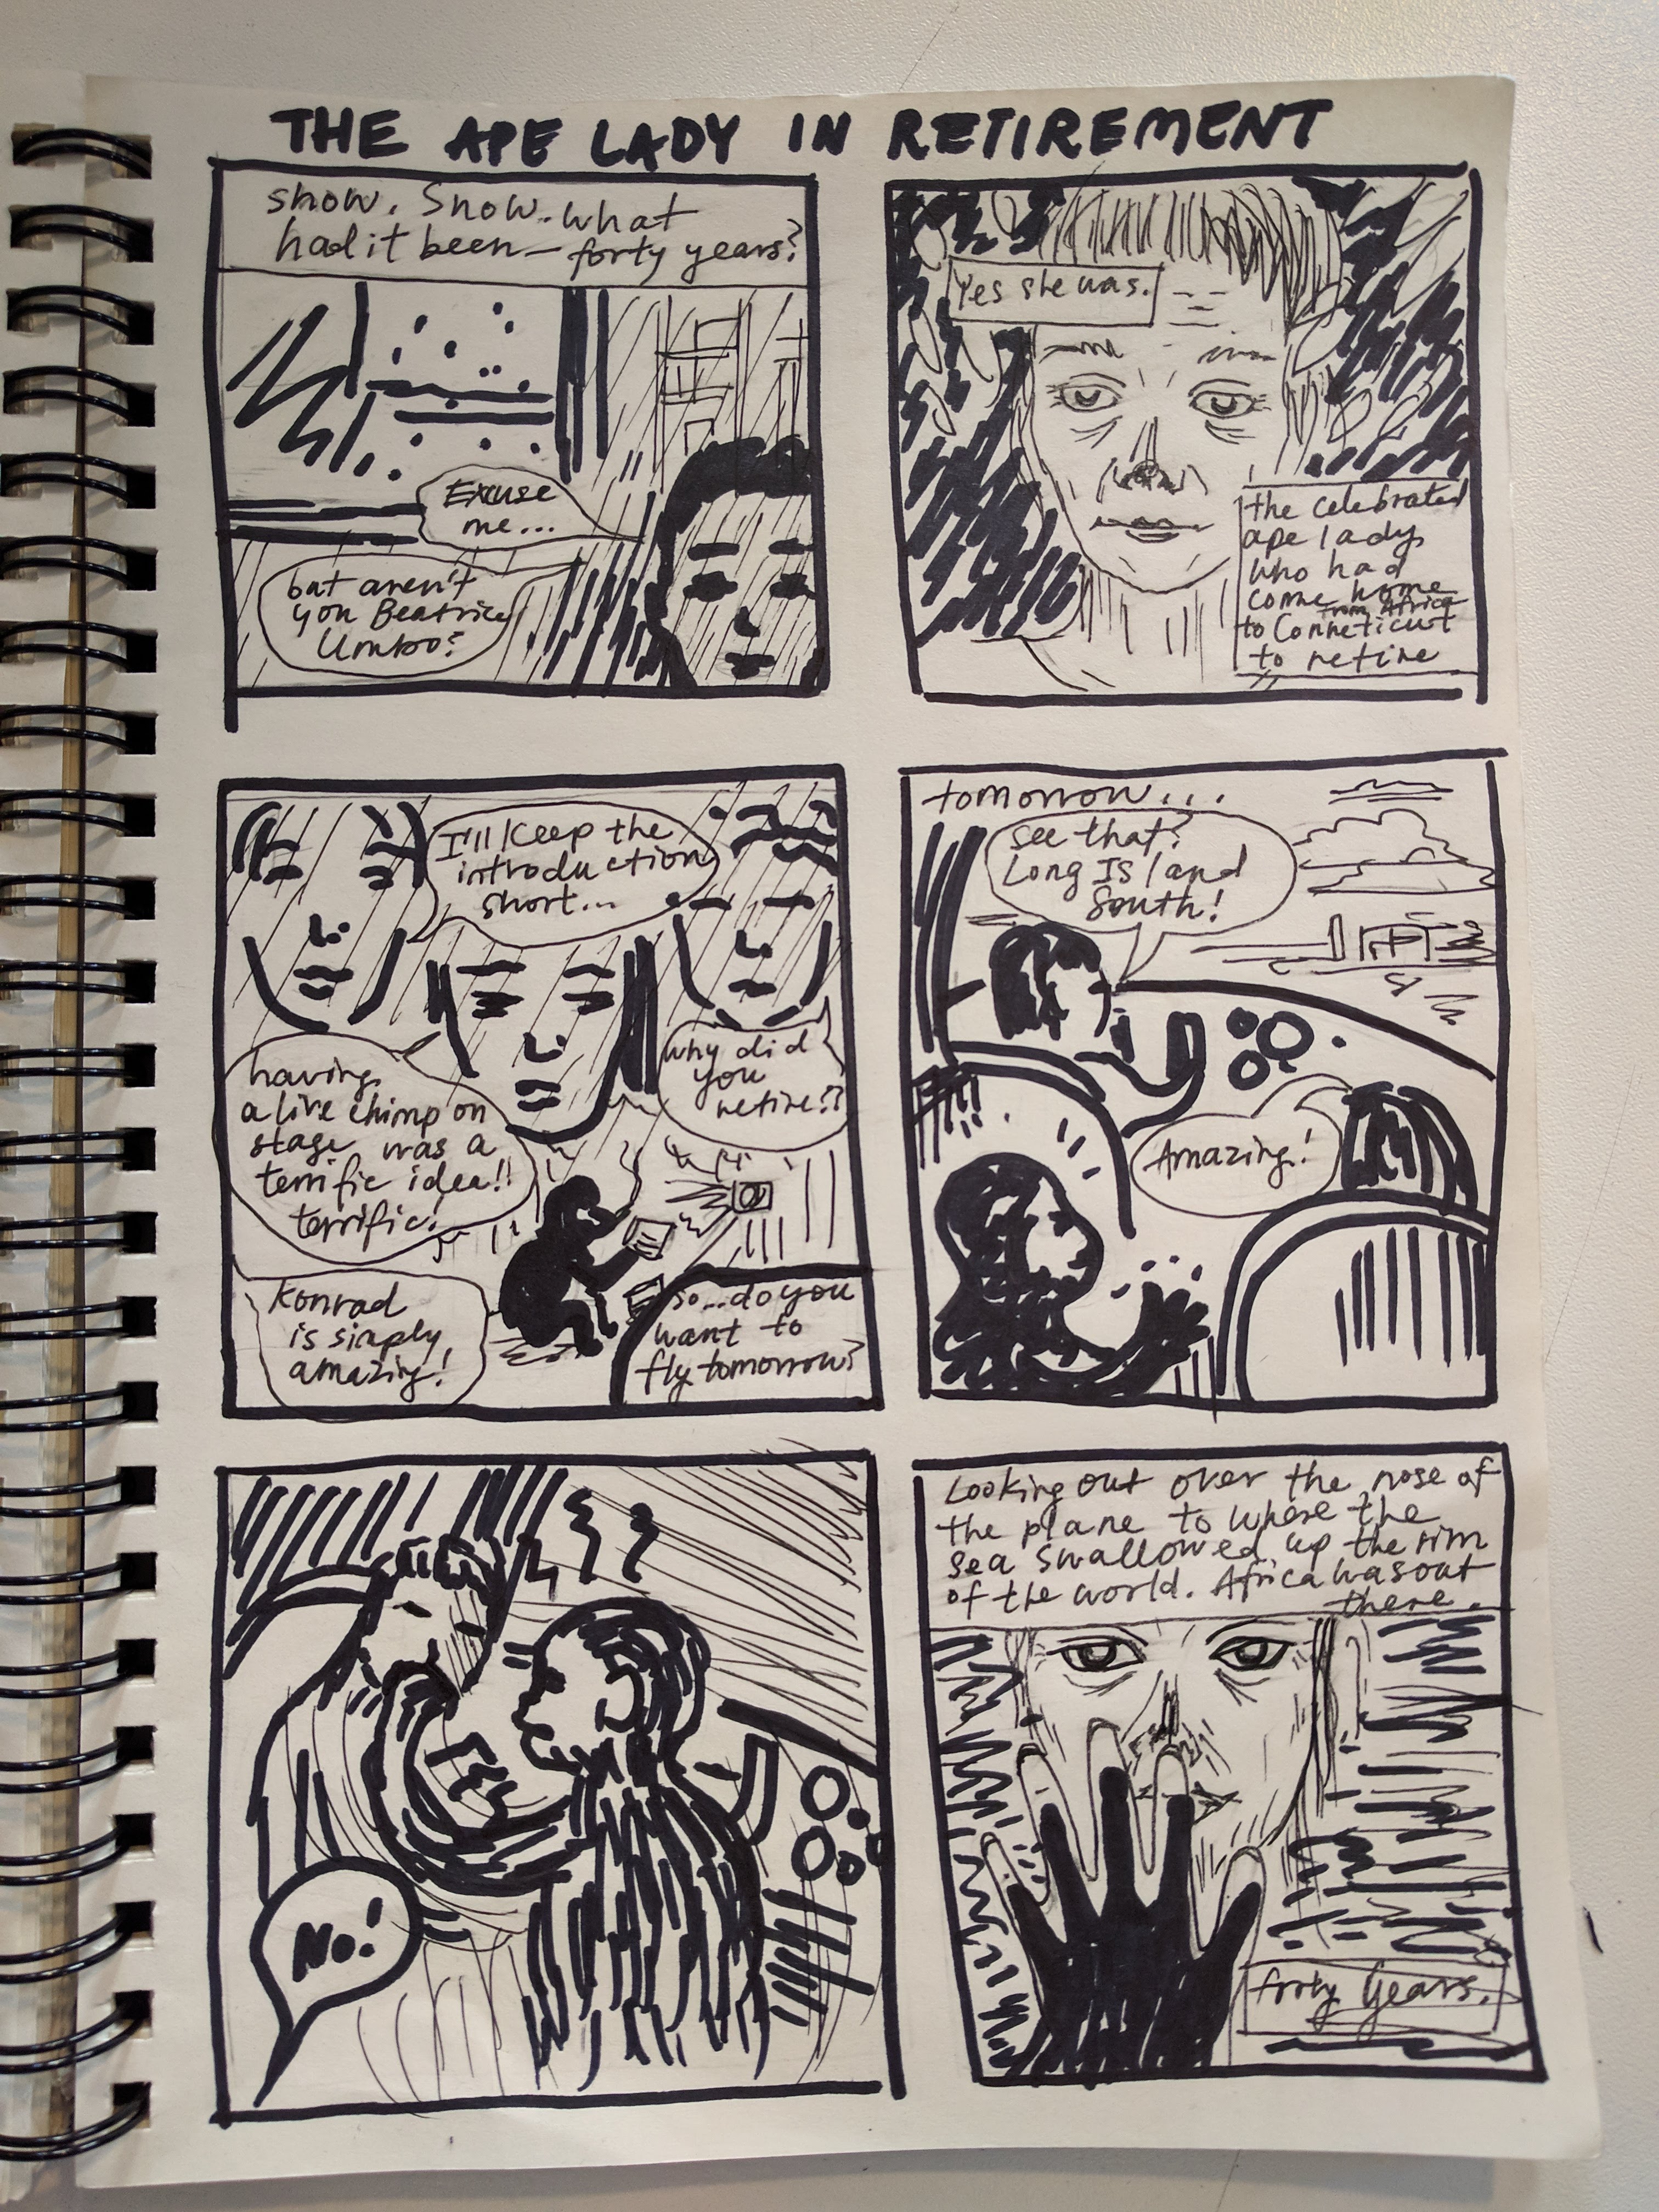 THE APE LADY IN RETIREMENT
snow. Snow. what
had it been — forty years?
Excuse
me...
but aren't
you Beatrice
Umbo?
Yes she was.
the celebrated
ape lady
who had
come home
from Africa
to Conneticut
to retire
I'll keep the
introduction
short...
having
a live chimp on
stage was a
terrific idea!!
terrific!
why did
you
retire!?
Konrad
is simply
amazing!
so...do you
want to
fly tomorrow?
tomorrow...
See that?
Long Island
South!
Amazing!
No!
Looking out over the nose of
the plane to where the
sea swallowed up the rim
of the world. Africa was out
there.
forty years.